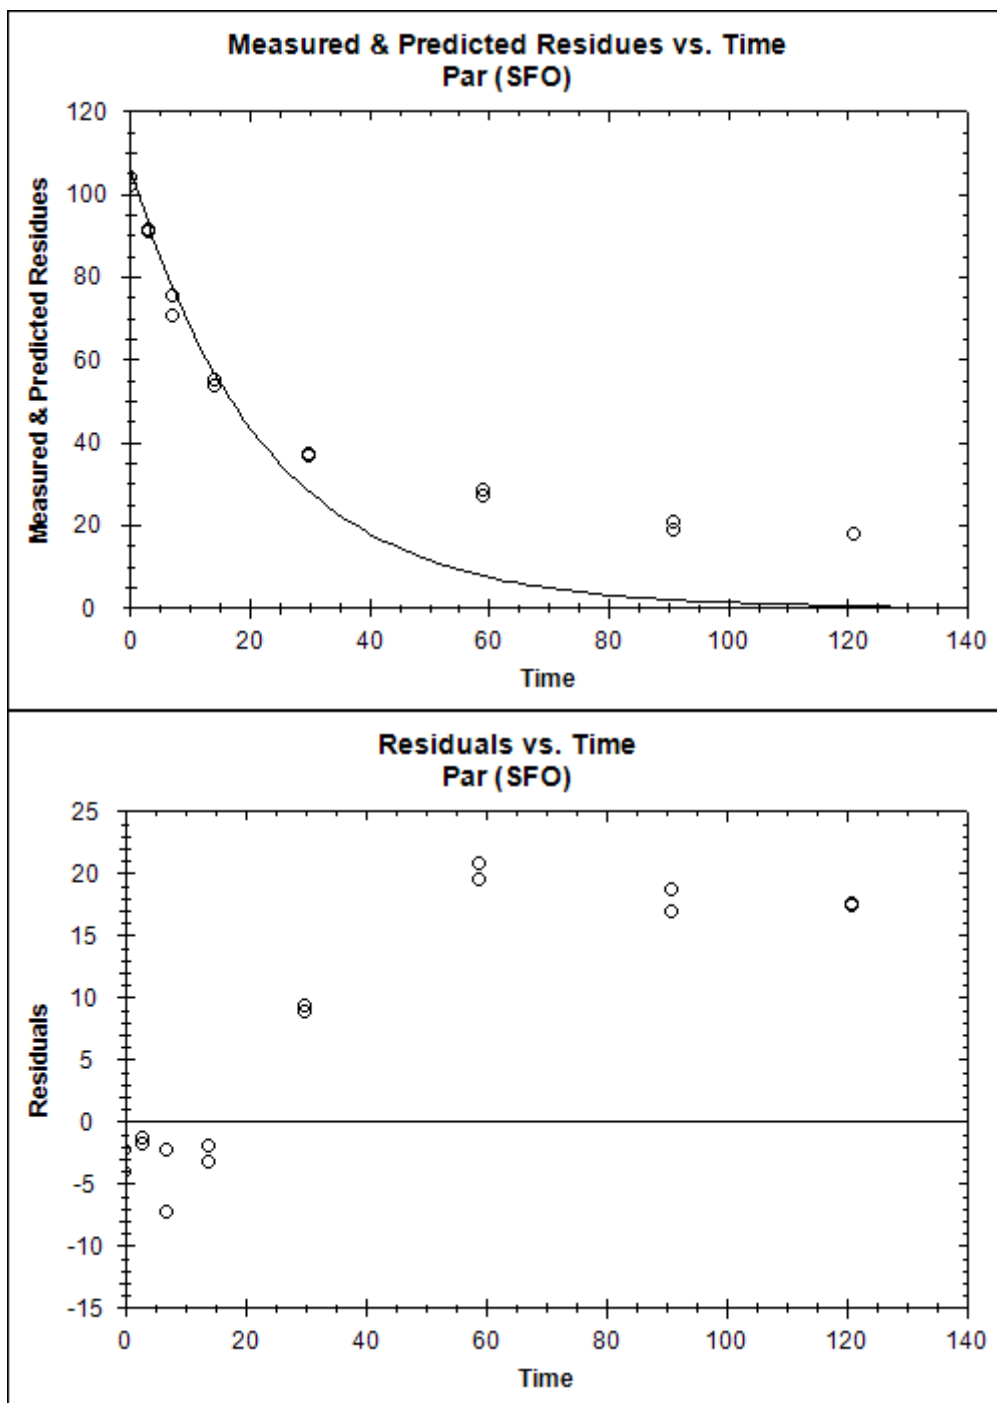 Measured & Predicted Residues vs. Time
Par (SFO)
Measured & Predicted Residues
120
100
80
60
40
20
0
0 20 40 60 80 100 120 140
Time
Residuals vs. Time
Par (SFO)
Residuals
25
20
15
10
5
0
-5
-10
-15
0 20 40 60 80 100 120 140
Time